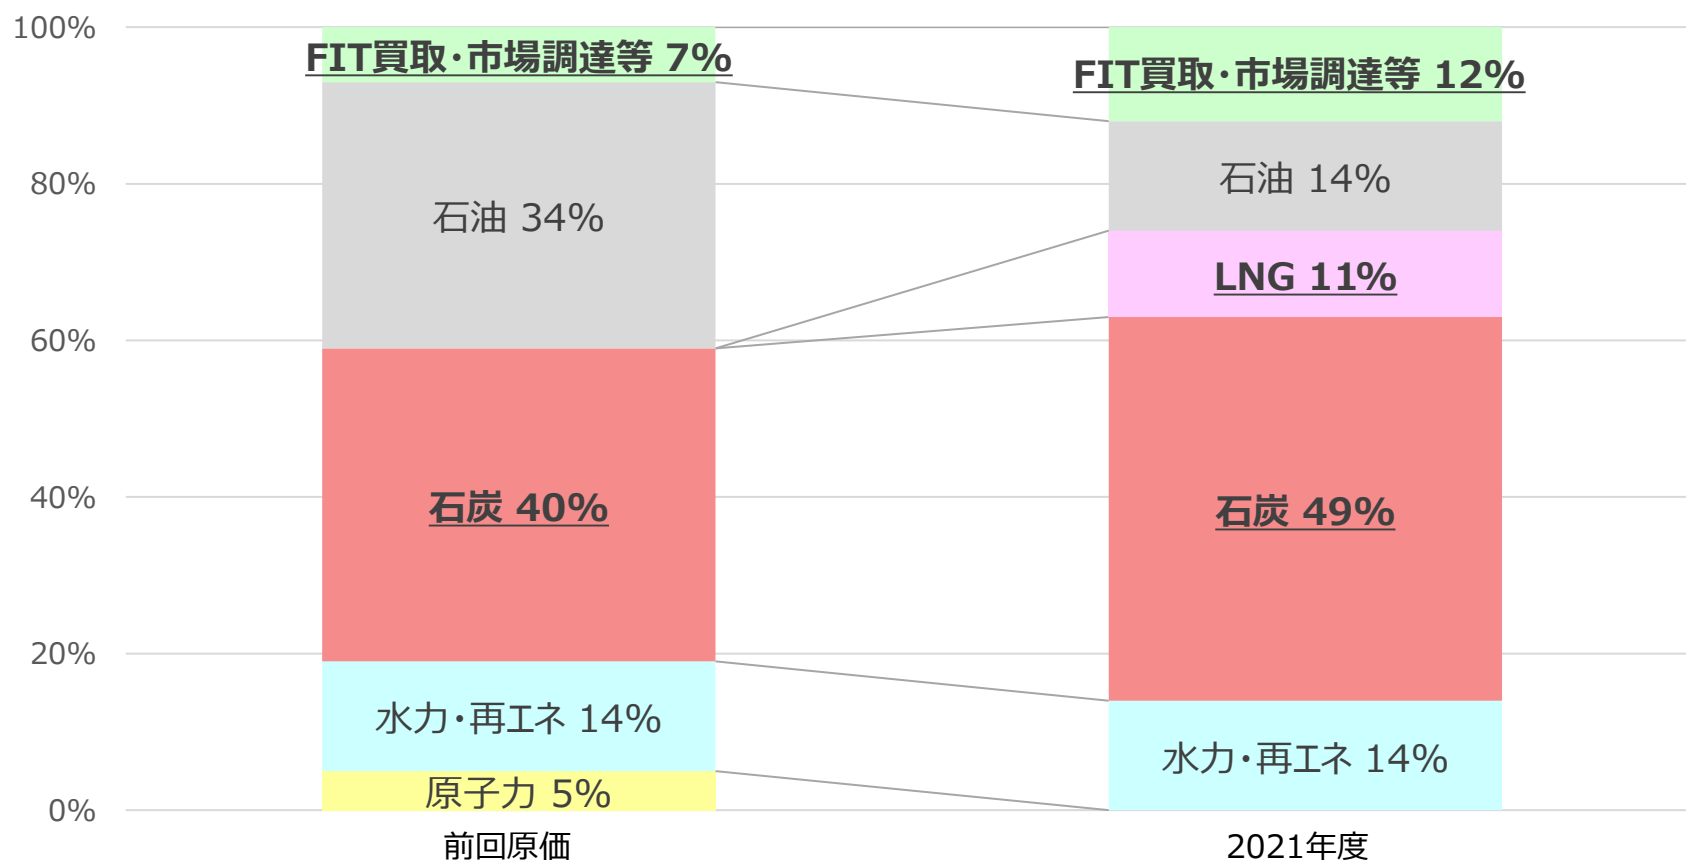 100%
80%
60%
40%
20%
0%
FIT買取・市場調達等 7%
石油 34%
石炭 40%
水力・再エネ 14%
原子力 5%
前回原価
FIT買取・市場調達等 12%
石油 14%
LNG 11%
石炭 49%
水力・再エネ 14%
2021年度